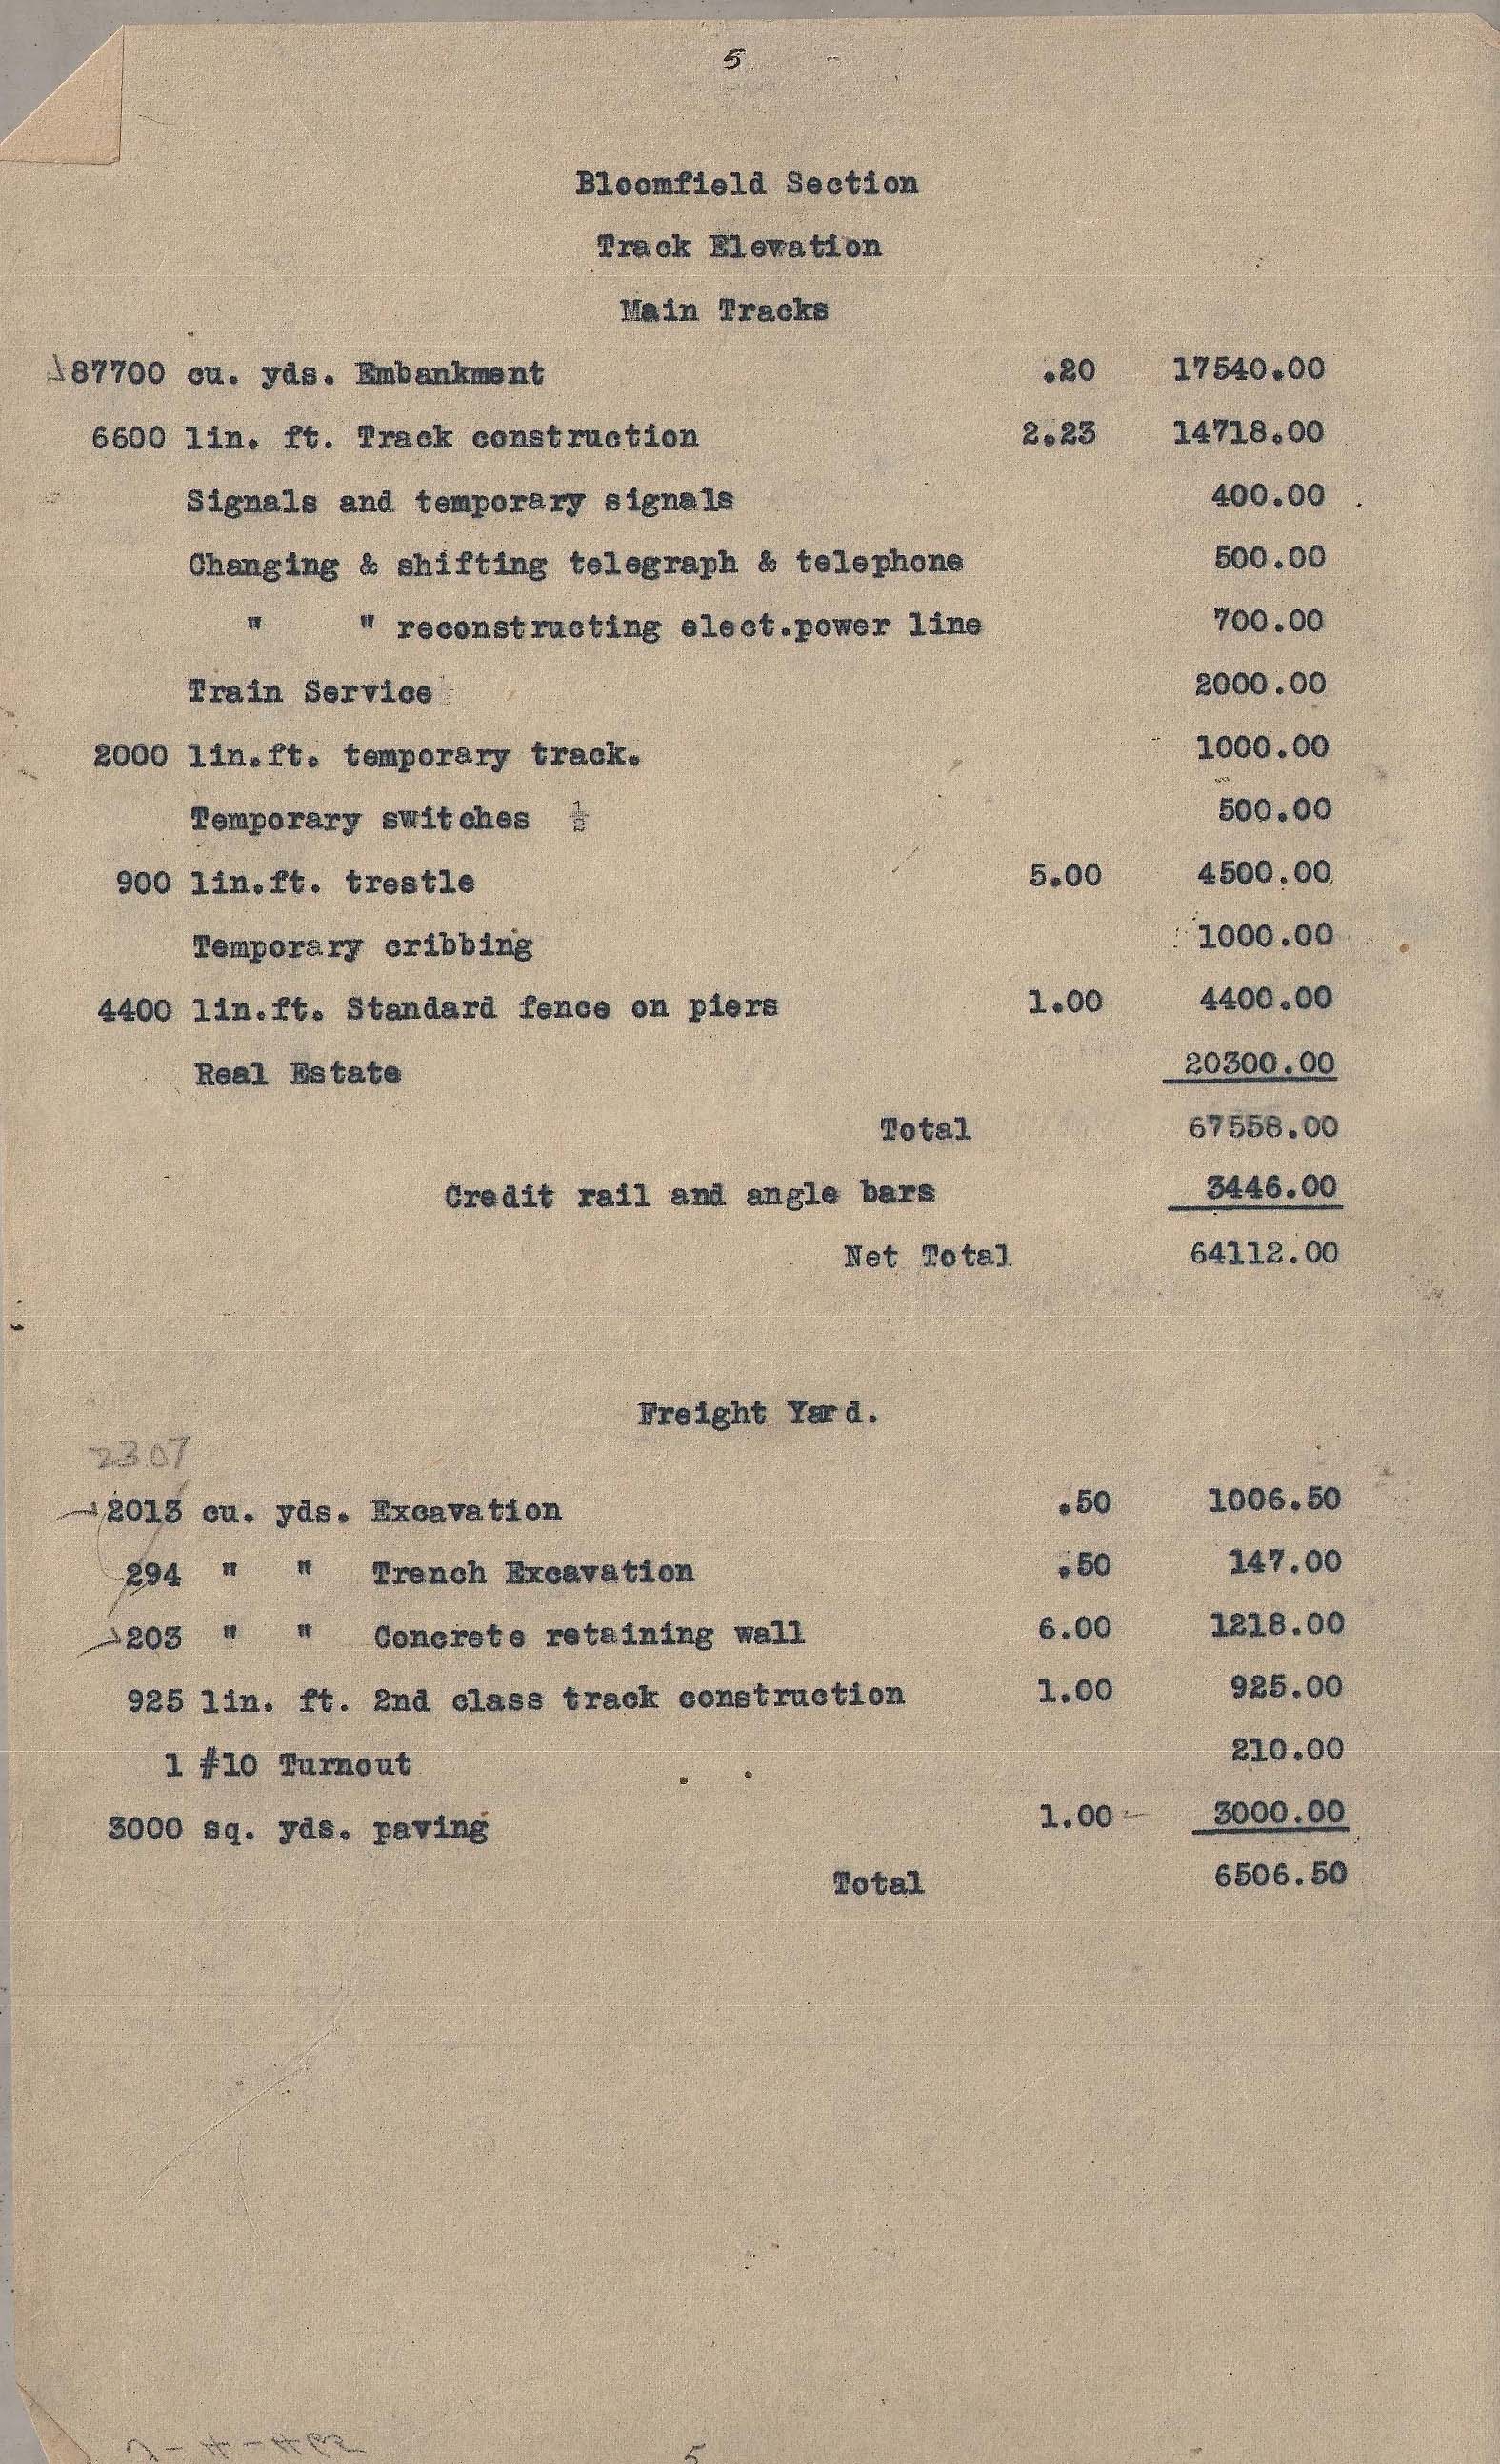 5
Bloomfield Section
Track Elevation
Main Tracks
87700 cu. yds. Embankment .20 17540.00
6600 lin. ft. Track construction 2.23 14718.00
Signals and temporary signals 400.00
Changing & shifting telegraph & telephone 500.00
" " reconstructing elect.power line 700.00
Train Service 2000.00
2000 lin.ft. temporary track. 1000.00
Temporary switches ½ 500.00
900 lin.ft. trestle 5.00 4500.00
Temporary cribbing 1000.00
4400 lin.ft. Standard fence on piers 1.00 4400.00
Real Estate 20300.00
Total 67558.00
Credit rail and angle bars 3446.00
Net Total 64112.00
Freight Yard.
2307
2013 cu. yds. Excavation .50 1006.50
294 " " Trench Excavation .50 147.00
203 " " Concrete retaining wall 6.00 1218.00
925 lin. ft. 2nd class track construction 1.00 925.00
1 #10 Turnout 210.00
3000 sq. yds. paving 1.00 3000.00
Total 6506.50
5